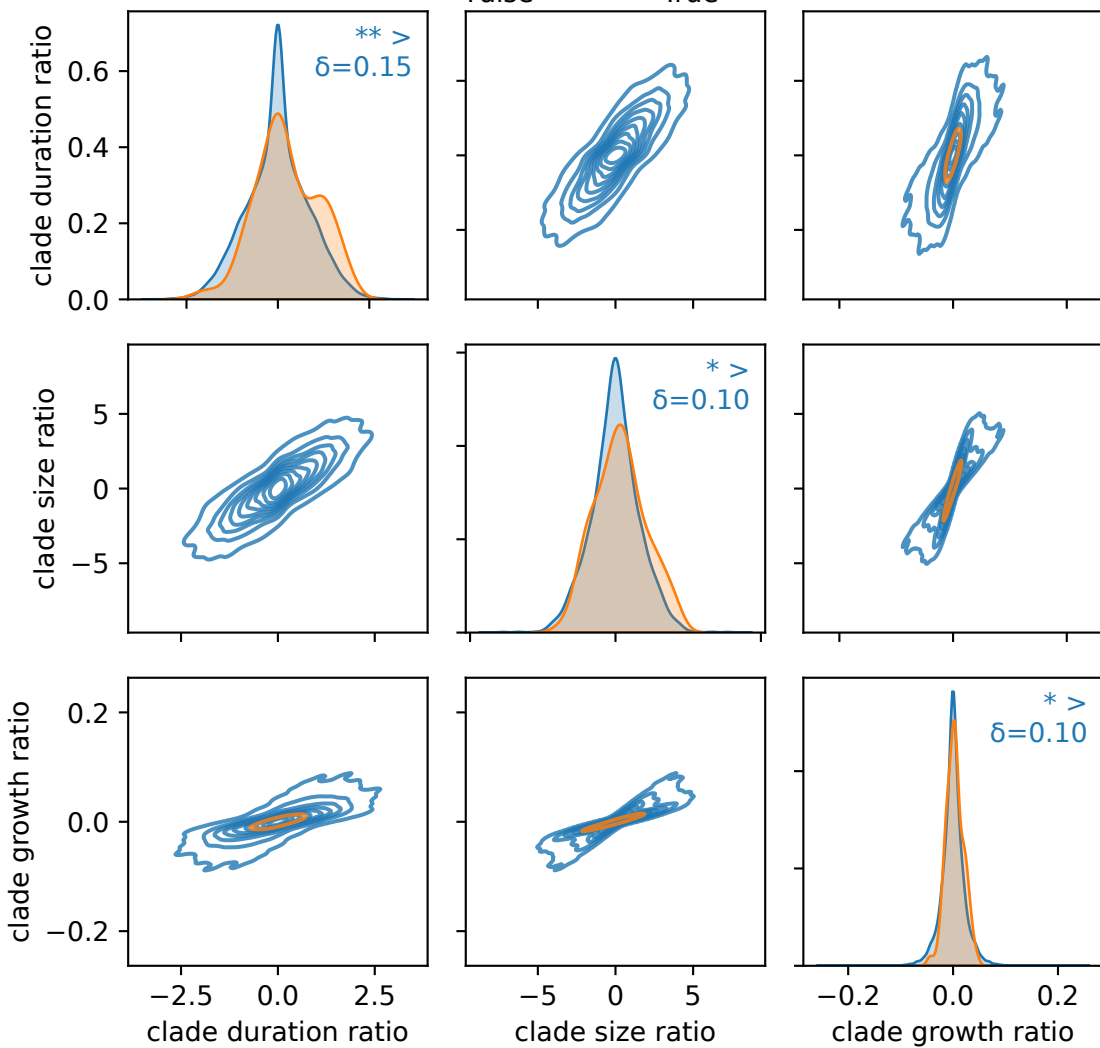 raise True
clade duration ratio
0.6
0.4
0.2
0.0
** >
δ=0.15
clade size ratio
5
0
−5
* >
δ=0.10
clade growth ratio
0.2
0.0
−0.2
* >
δ=0.10
−2.5 0.0 2.5
−5 0 5
−0.2 0.0 0.2
clade duration ratio
clade size ratio
clade growth ratio